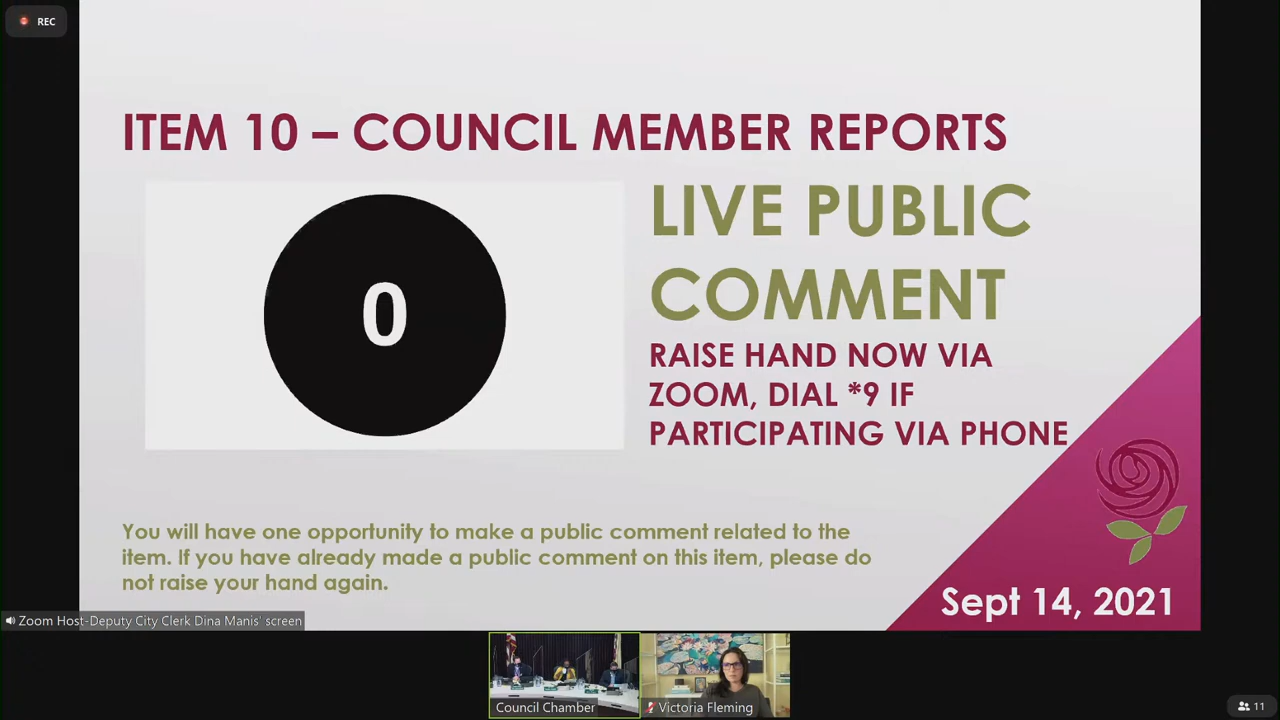 REC
ITEM 10 – COUNCIL MEMBER REPORTS
0
LIVE PUBLIC
COMMENT
RAISE HAND NOW VIA
ZOOM, DIAL *9 IF
PARTICIPATING VIA PHONE
You will have one opportunity to make a public comment related to the
item. If you have already made a public comment on this item, please do
not raise your hand again.
Sept 14, 2021
Zoom Host-Deputy City Clerk Dina Manis' screen
Council Chamber
Victoria Fleming
11